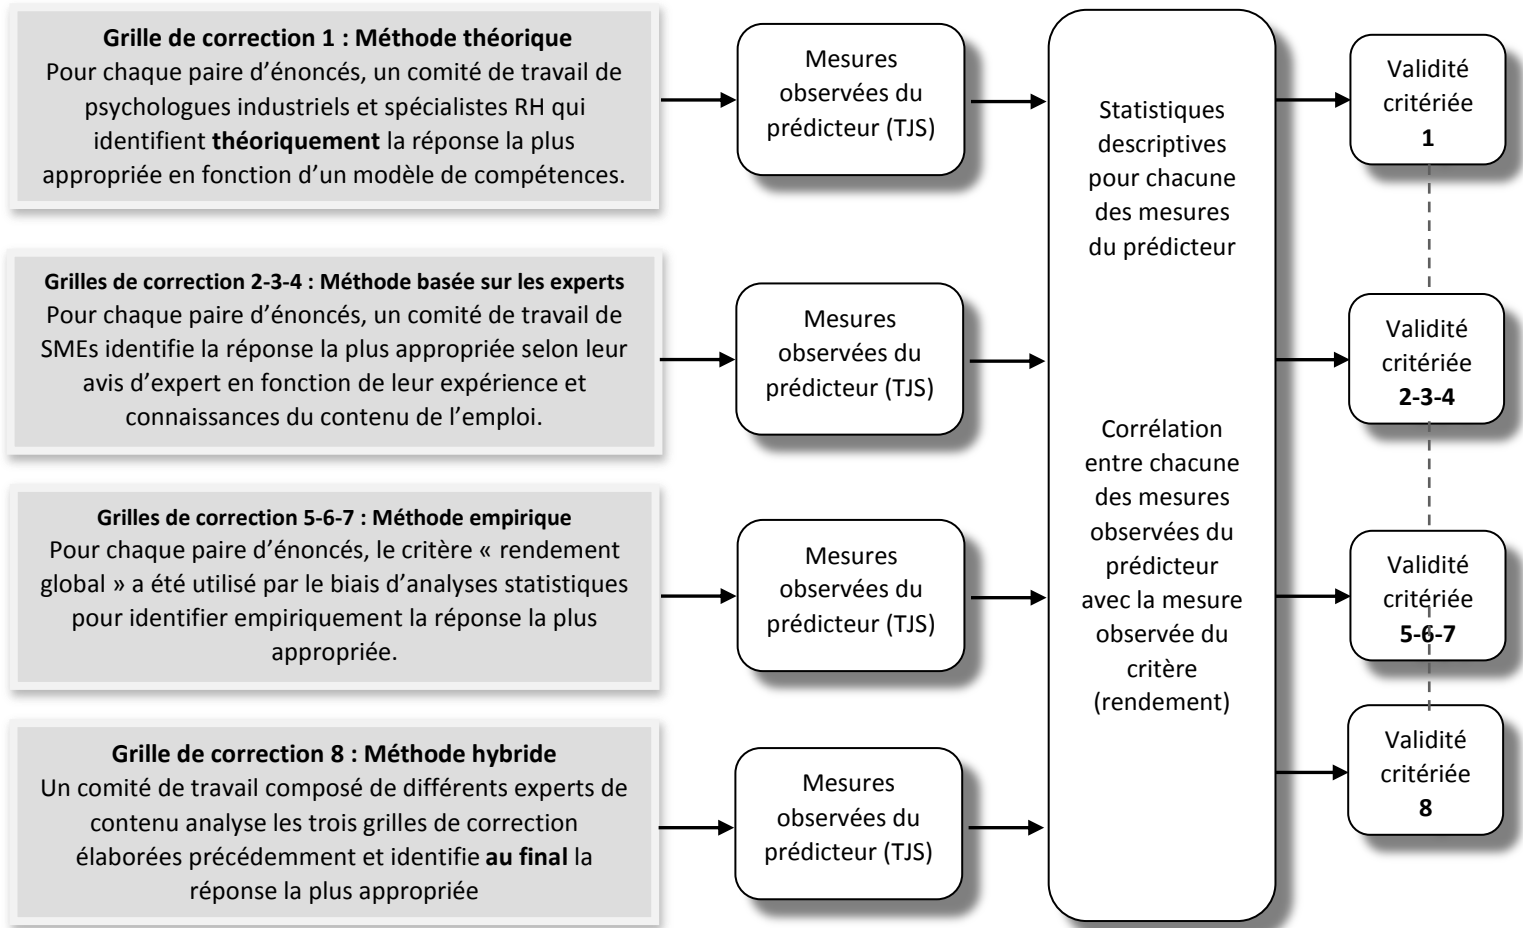 Grille de correction 1 : Méthode théorique
Pour chaque paire d’énoncés, un comité de travail de
psychologues industriels et spécialistes RH qui
identifient théoriquement la réponse la plus
appropriée en fonction d’un modèle de compétences.
Mesures
observées du
prédicteur (TJS)
Grilles de correction 2-3-4 : Méthode basée sur les experts
Pour chaque paire d’énoncés, un comité de travail de
SMEs identifie la réponse la plus appropriée selon leur
avis d’expert en fonction de leur expérience et
connaissances du contenu de l’emploi.
Mesures
observées du
prédicteur (TJS)
Grilles de correction 5-6-7 : Méthode empirique
Pour chaque paire d’énoncés, le critère « rendement
global » a été utilisé par le biais d’analyses statistiques
pour identifier empiriquement la réponse la plus
appropriée.
Mesures
observées du
prédicteur (TJS)
Grille de correction 8 : Méthode hybride
Un comité de travail composé de différents experts de
contenu analyse les trois grilles de correction
élaborées précédemment et identifie au final la
réponse la plus appropriée
Mesures
observées du
prédicteur (TJS)
Statistiques
descriptives
pour chacune
des mesures
du prédicteur
Corrélation
entre chacune
des mesures
observées du
prédicteur
avec la mesure
observée du
critère
(rendement)
Validité
critériée
1
Validité
critériée
2-3-4
Validité
critériée
5-6-7
Validité
critériée
8